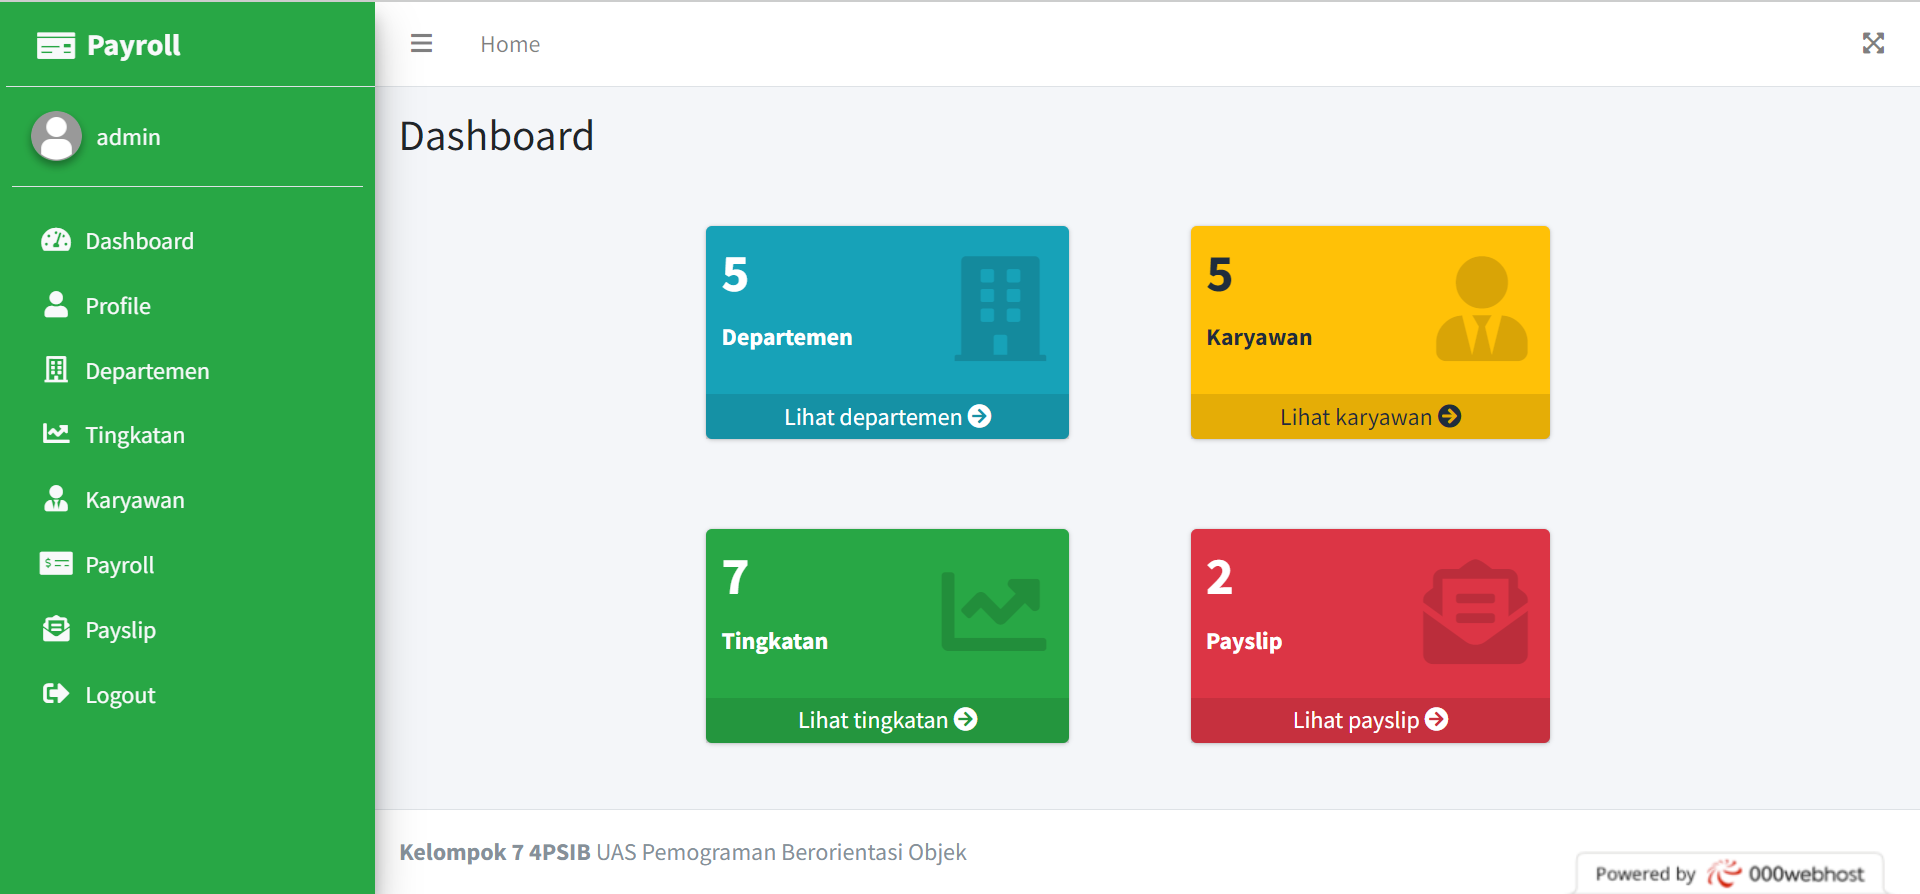 Payroll
admin
Dashboard
Profile
Departemen
Tingkatan
Karyawan
Payroll
Payslip
Logout
Home
Dashboard
5
Departemen
Lihat departemen
5
Karyawan
Lihat karyawan
7
Tingkatan
Lihat tingkatan
2
Payslip
Lihat payslip
Kelompok 7 4PSIB UAS Pemograman Berorientasi Objek
Powered by 000webhost